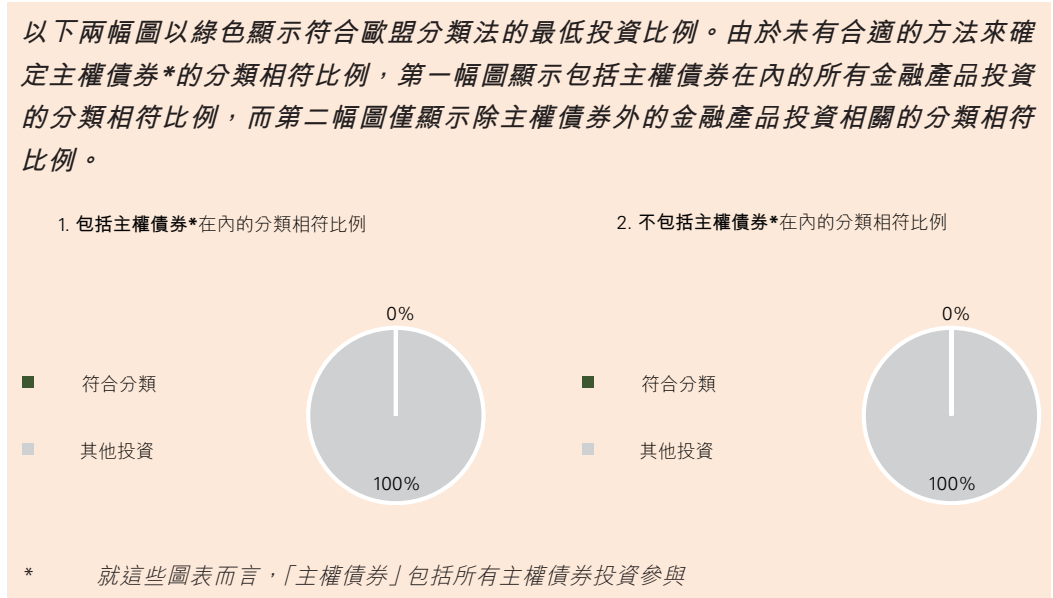 以下兩幅圖以綠色顯示符合歐盟分類法的最低投資比例。由於未有合適的方法來確
定主權債券*的分類相符比例，第一幅圖顯示包括主權債券在內的所有金融產品投資
的分類相符比例，而第二幅圖僅顯示除主權債券外的金融產品投資相關的分類相符
比例。
1. 包括主權債券*在內的分類相符比例
2. 不包括主權債券*在內的分類相符比例
0%
符合分類
其他投資
100%
0%
符合分類
其他投資
100%
* 就這些圖表而言，「主權債券」包括所有主權債券投資參與